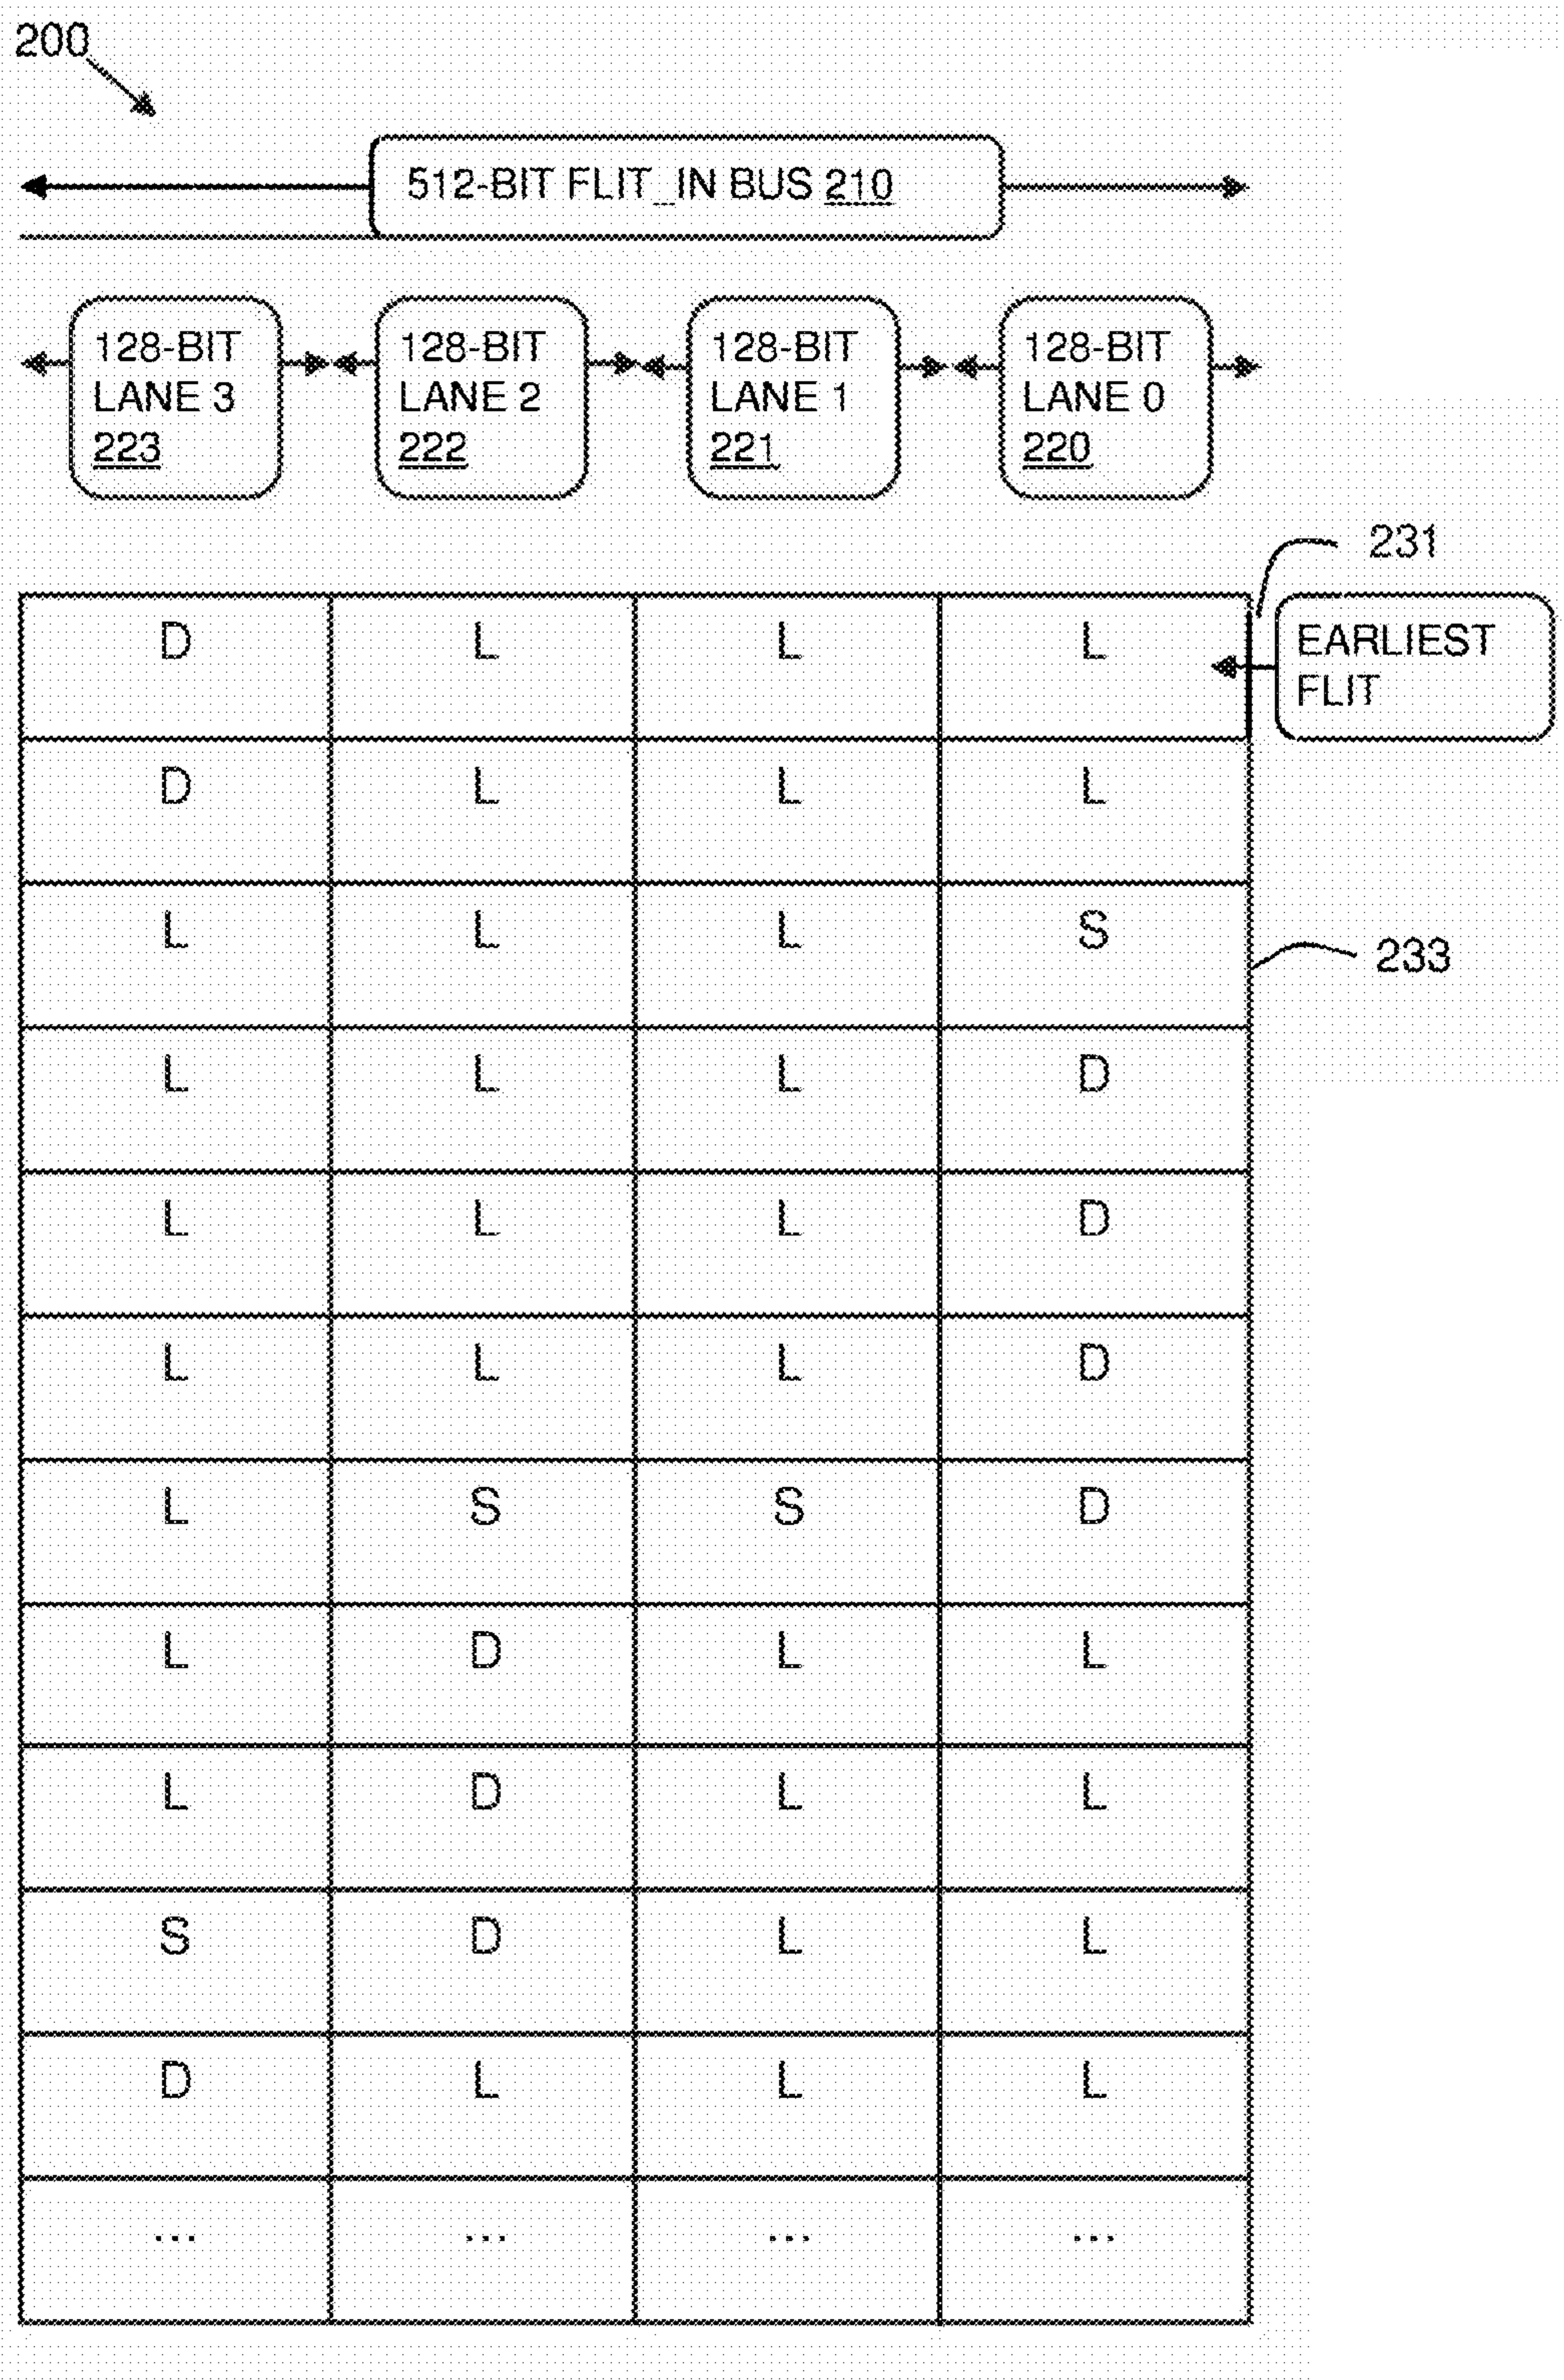 200
512-BIT FLIT_IN BUS 210
128-BIT
LANE 3
223
128-BIT
LANE 2
222
128-BIT
LANE 1
221
128-BIT
LANE 0
220
231
EARLIEST
FLIT
D L L L
D L L L
L L L S
233
L L L D
L L L D
L L L D
L S S D
L D L L
L D L L
S D L L
D L L L
... ... ... ...